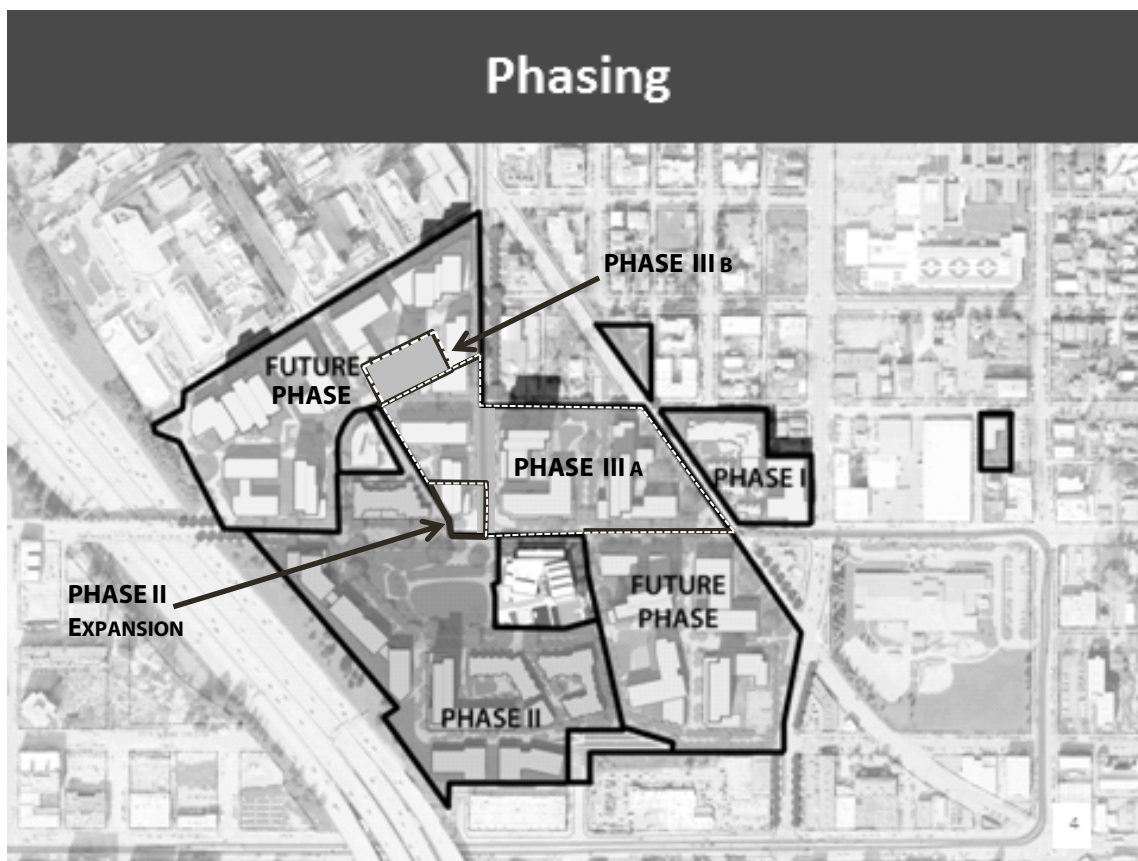 Phasing
PHASE III B
FUTURE
PHASE
PHASE III A
PHASE I
PHASE II
EXPANSION
FUTURE
PHASE
PHASE II
4